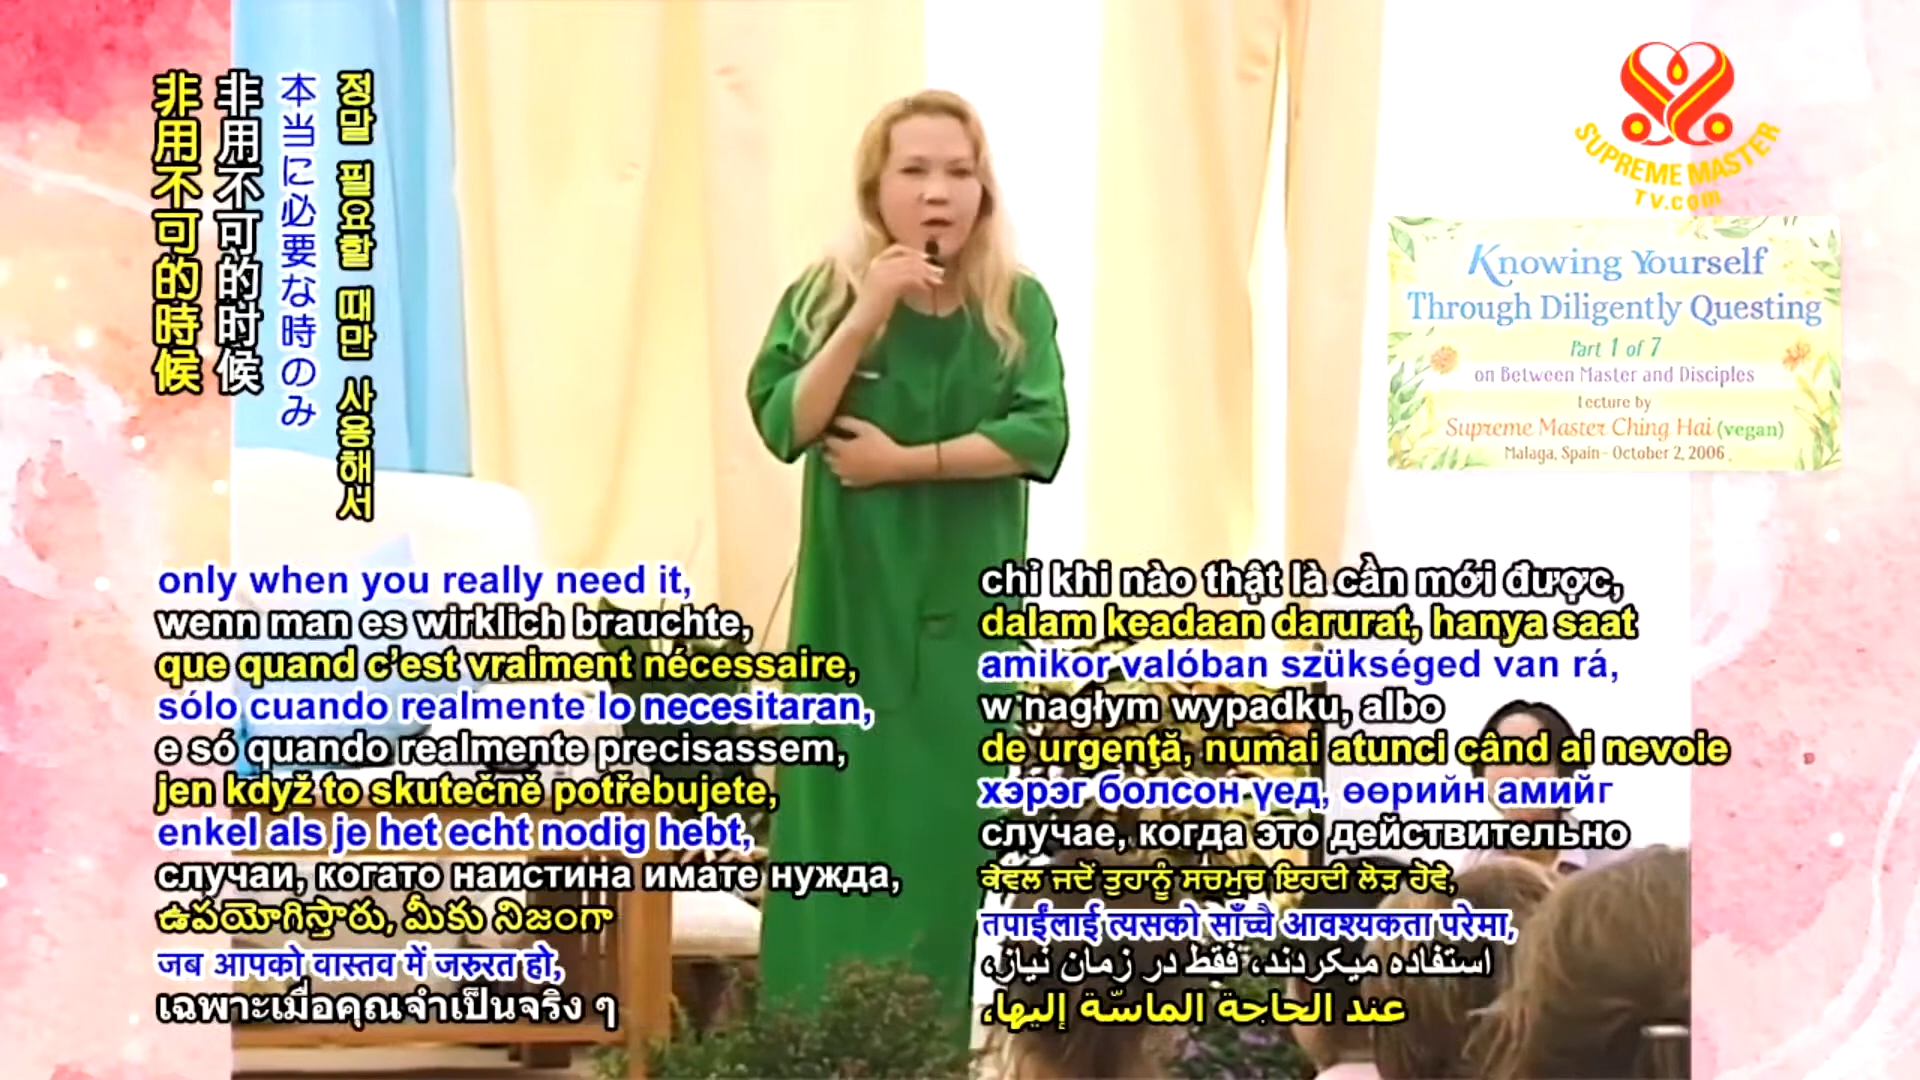 非用不可的時候
非用不可的时候
本当に必要な時のみ
정말 필요할 때만 사용해서
SUPREME MASTER
TV.com
Knowing Yourself
Through Diligently Questing
Part 1 of 7
on Between Master and Disciples
Lecture by
Supreme Master Ching Hai (vegan)
Malaga, Spain - October 2, 2006
only when you really need it,
wenn man es wirklich brauchte,
que quand c'est vraiment nécessaire,
sólo cuando realmente lo necesitaran,
e só quando realmente precisassem,
jen když to skutečně potřebujete,
enkel als je het echt nodig hebt,
случаи, когато наистина имате нужда,
ఉపయోగిస్తారు, మీకు నిజంగా
जब आपको वास्तव में जरुरत हो,
เฉพาะเมื่อคุณจำเป็นจริง ๆ
chỉ khi nào thật là cần mới được,
dalam keadaan darurat, hanya saat
amikor valóban szükséged van rá,
w nagłym wypadku, albo
de urgenţă, numai atunci când ai nevoie
хэрэг болсон үед, өөрийн амийг
случае, когда это действительно
ਕੇਵਲ ਜਦੋਂ ਤੁਹਾਨੂੰ ਸਚਮੁਚ ਇਹਦੀ ਲੋੜ ਹੋਵੇ,
तपाईंलाई त्यसको साँच्चै आवश्यकता परेमा,
استفاده میکردند، فقط در زمان نیاز،
عند الحاجة الماسّة إليها،